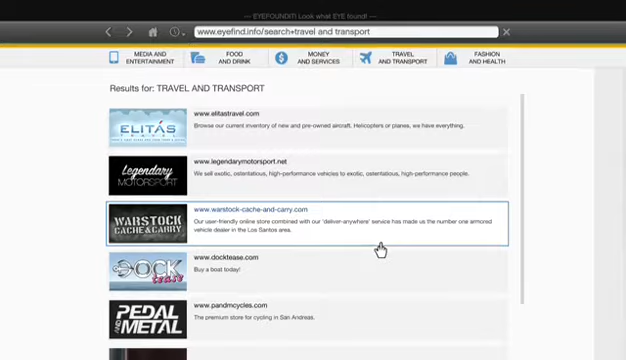 — EYEFOUNDIT! Look what EYE found! —
www.eyefind.info/search+travel and transport
MEDIA AND
ENTERTAINMENT
FOOD
AND DRINK
MONEY
AND SERVICES
TRAVEL
AND TRANSPORT
FASHION
AND HEALTH
Results for: TRAVEL AND TRANSPORT
ELITÁS
TRAVEL
www.elitastravel.com
Browse our current inventory of new and pre-owned aircraft. Helicopters or planes, we have everything.
Legendary
MOTORSPORT
www.legendarymotorsport.net
We sell exotic, ostentatious, high-performance vehicles to exotic, ostentatious, high-performance people.
WARSTOCK
CACHE & CARRY
www.warstock-cache-and-carry.com
Our user-friendly online store combined with our 'deliver-anywhere' service has made us the number one armored
vehicle dealer in the Los Santos area.
DOCK
tease
www.docktease.com
Buy a boat today!
PEDAL
AND METAL
www.pandmcycles.com
The premium store for cycling in San Andreas.